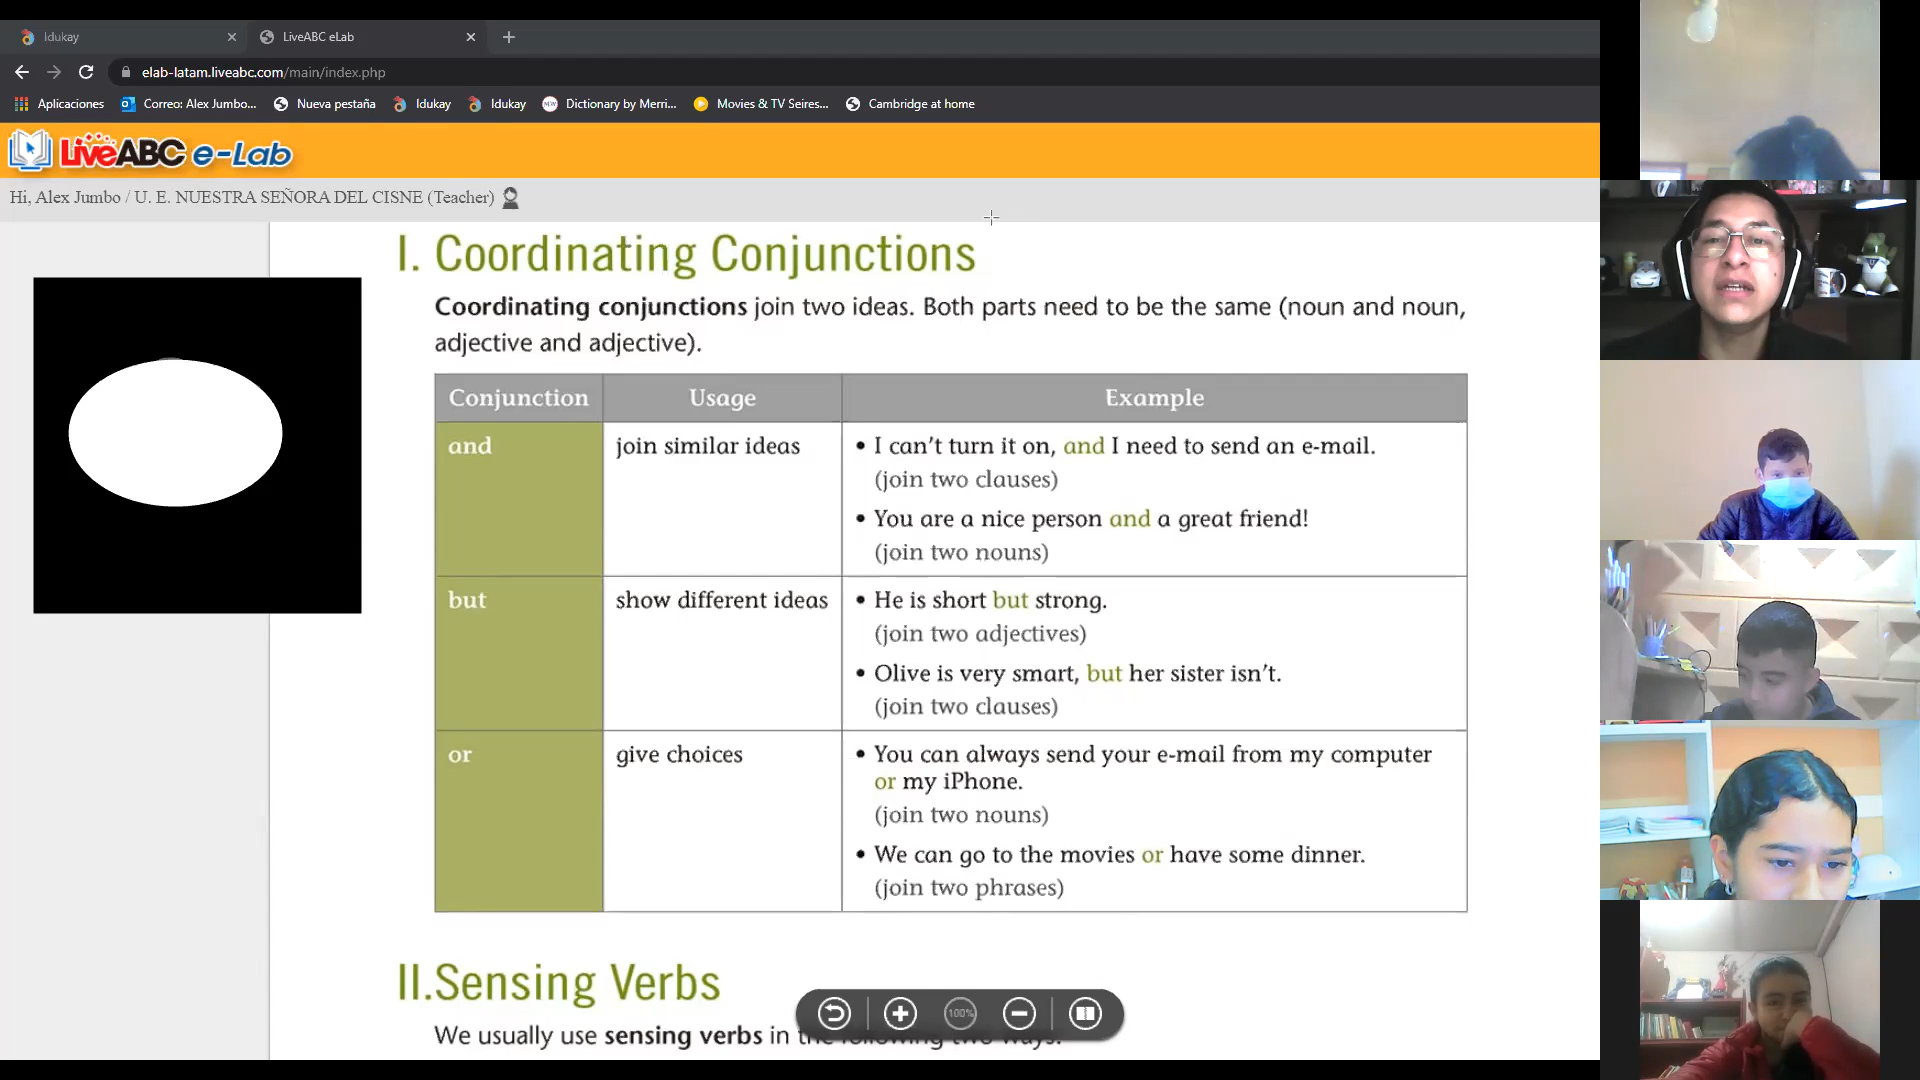 Idukay
LiveABC eLab
elab-latam.liveabc.com/main/index.php
Aplicaciones Correo: Alex Jumbo... Nueva pestaña Idukay Idukay Dictionary by Merri... Movies & TV Seires... Cambridge at home
LiveABC e-Lab
Hi, Alex Jumbo / U. E. NUESTRA SEÑORA DEL CISNE (Teacher)
I. Coordinating Conjunctions
Coordinating conjunctions join two ideas. Both parts need to be the same (noun and noun,
adjective and adjective).
Conjunction Usage Example
and join similar ideas • I can't turn it on, and I need to send an e-mail.
(join two clauses)
• You are a nice person and a great friend!
(join two nouns)
but show different ideas • He is short but strong.
(join two adjectives)
• Olive is very smart, but her sister isn't.
(join two clauses)
or give choices • You can always send your e-mail from my computer
or my iPhone.
(join two nouns)
• We can go to the movies or have some dinner.
(join two phrases)
II.Sensing Verbs
100%
We usually use sensing verbs in the following two ways.